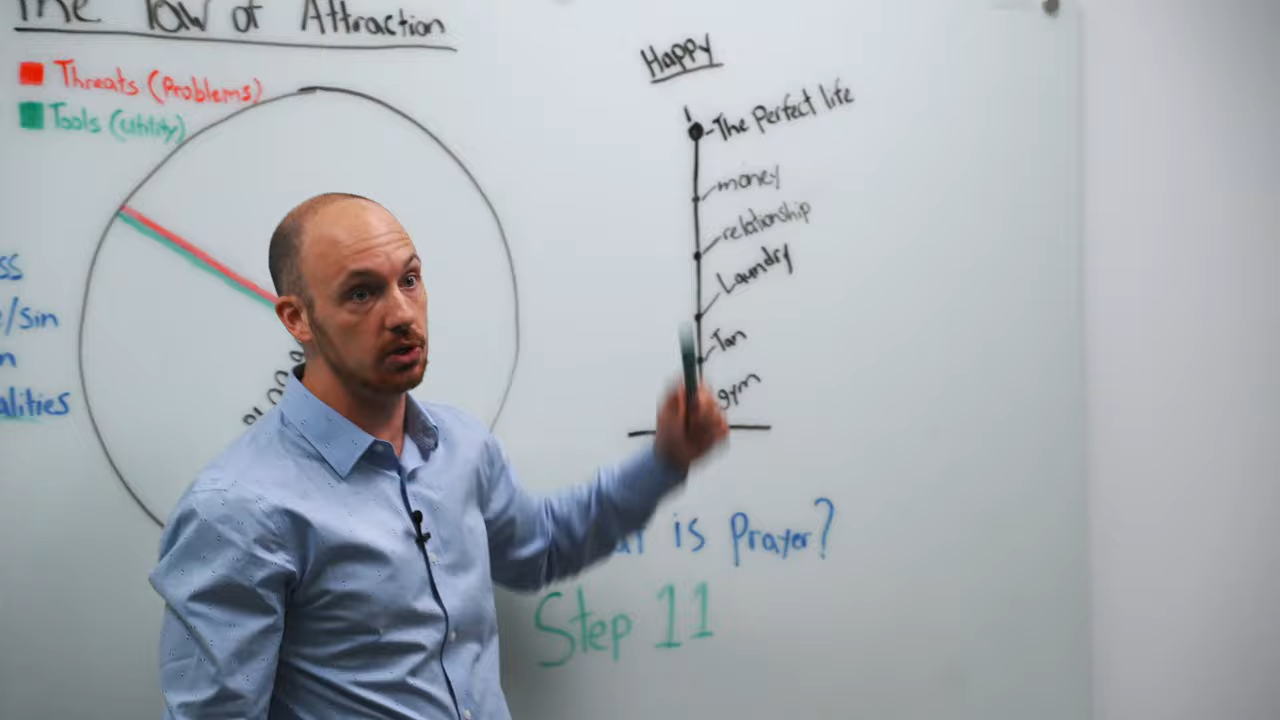 The law of Attraction
Threats (Problems)
Tools (Utility)
Happy
The Perfect life
money
relationship
Laundry
Tan
gym
is Prayer?
Step 11